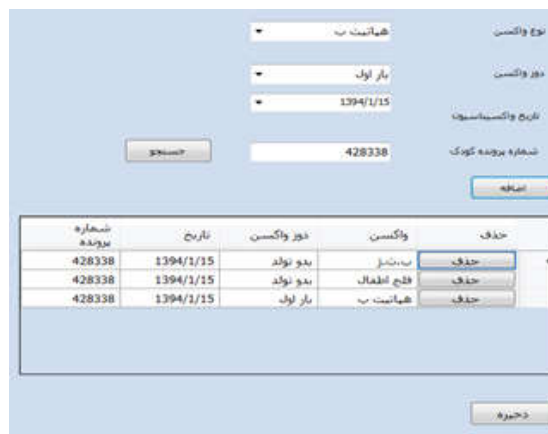 نوع واکسن هپاتیت ب
دور واکسن بار اول
1394/1/15
تاریخ واکسیناسیون
شماره پرونده کودک 428338 جستجو
اضافه
حذف واکسن دوز واکسن تاریخ شماره پرونده
حذف ب.ث.ژ بدو تولد 1394/1/15 428338
حذف فلج اطفال بدو تولد 1394/1/15 428338
حذف هپاتیت ب بار اول 1394/1/15 428338
ذخیره